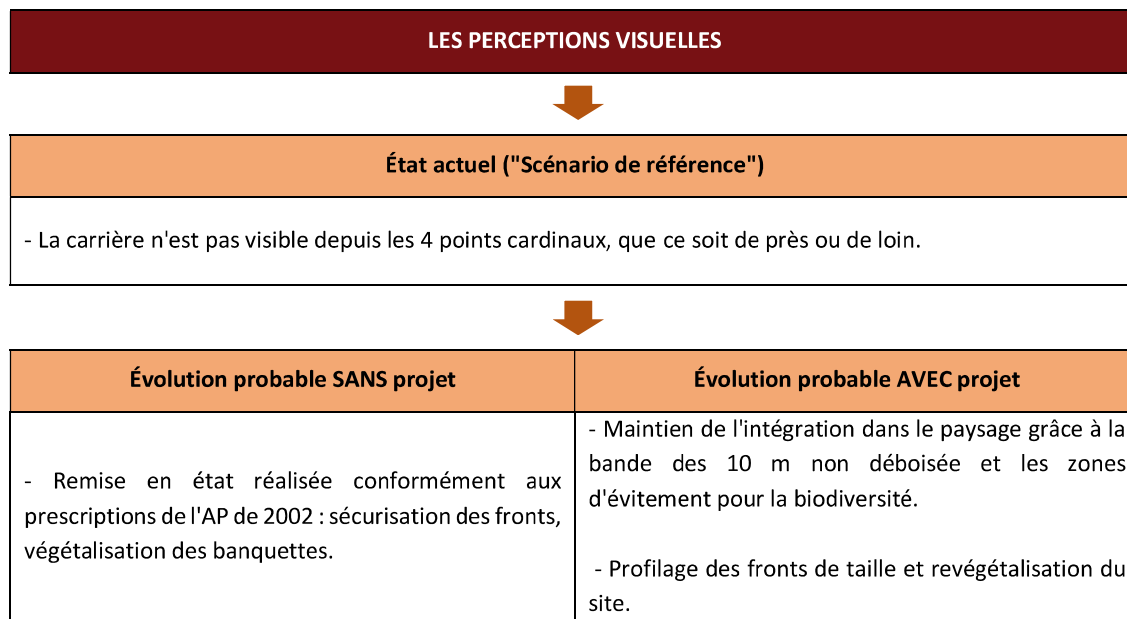 LES PERCEPTIONS VISUELLES
État actuel ("Scénario de référence")
- La carrière n'est pas visible depuis les 4 points cardinaux, que ce soit de près ou de loin.
Évolution probable SANS projet
- Remise en état réalisée conformément aux
prescriptions de l'AP de 2002 : sécurisation des fronts,
végétalisation des banquettes.
Évolution probable AVEC projet
- Maintien de l'intégration dans le paysage grâce à la
bande des 10 m non déboisée et les zones
d'évitement pour la biodiversité.
- Profilage des fronts de taille et revégétalisation du
site.